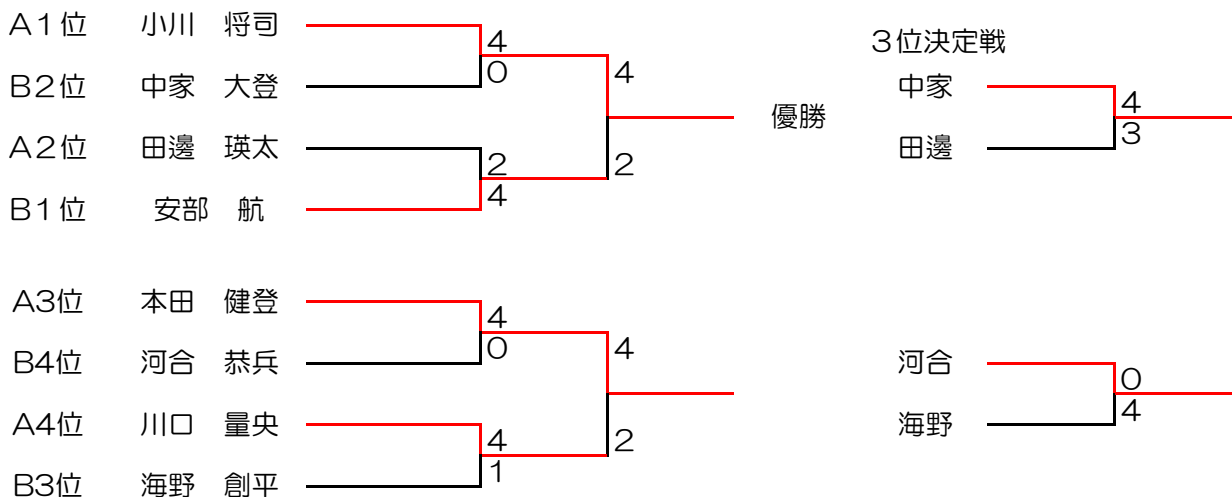 A1位 小川 将司
4
0
B2位 中家 大登
4
2
優勝
A2位 田邊 瑛太
2
4
B1位 安部 航
3位決定戦
中家
4
3
田邊
A3位 本田 健登
4
0
B4位 河合 恭兵
4
2
A4位 川口 量央
4
1
B3位 海野 創平
河合
0
4
海野